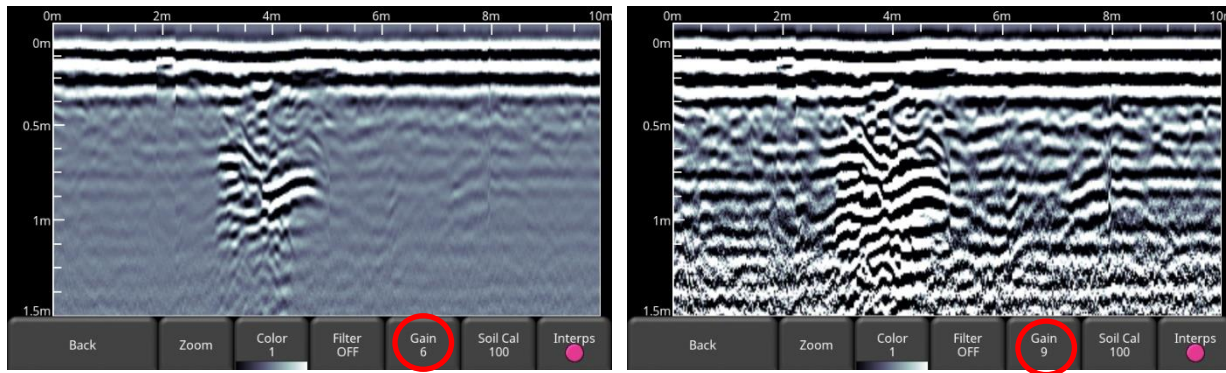 0m 2m 4m 6m 8m 10m
0m
0.5m
1m
1.5m
Back Zoom Color 1 Filter OFF Gain 6 Soil Cal 100 Interps
0m 2m 4m 6m 8m 10
0m
0.5m
1m
1.5m
Back Zoom Color 1 Filter OFF Gain 9 Soil Cal 100 Interps